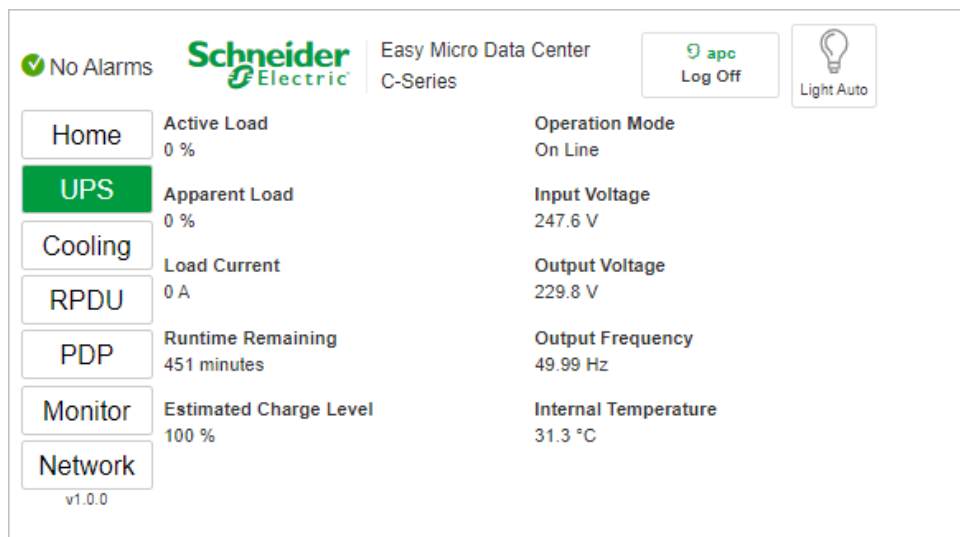 No Alarms
Schneider
Electric
Easy Micro Data Center
C-Series
apc
Log Off
Light Auto
Home
UPS
Cooling
RPDU
PDP
Monitor
Network
v1.0.0
Active Load
0 %
Apparent Load
0 %
Load Current
0 A
Runtime Remaining
451 minutes
Estimated Charge Level
100 %
Operation Mode
On Line
Input Voltage
247.6 V
Output Voltage
229.8 V
Output Frequency
49.99 Hz
Internal Temperature
31.3 °C